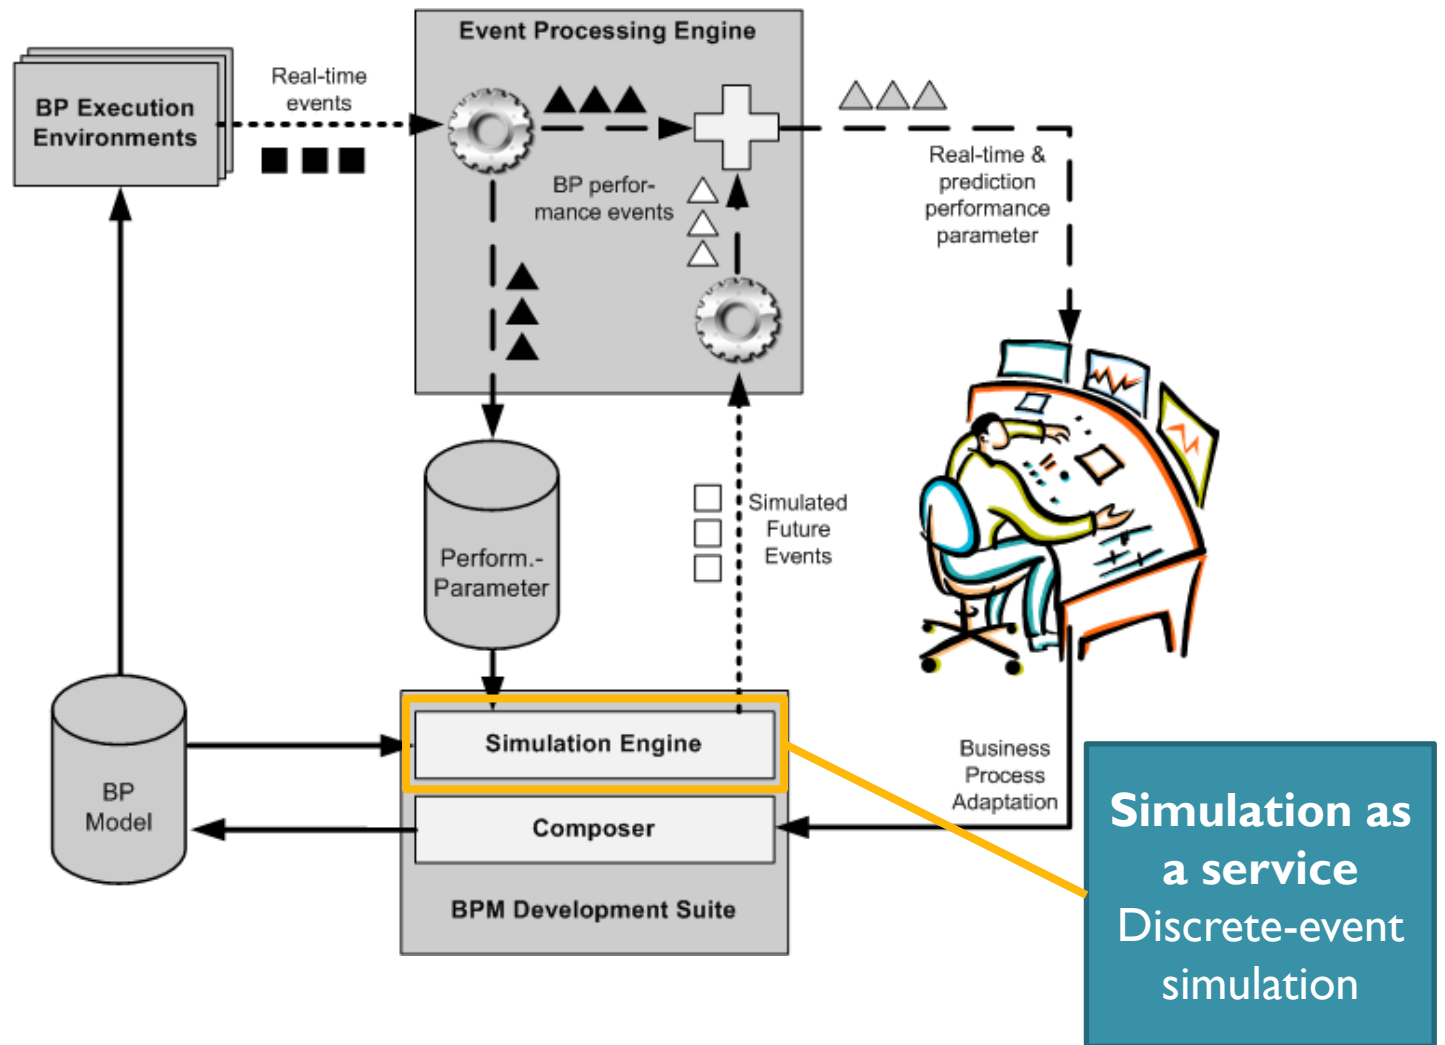 Event Processing Engine
BP Execution
Environments
Real-time
events
BP perfor-
mance events
Real-time &
prediction
performance
parameter
Perform.-
Parameter
Simulated
Future
Events
BP
Model
Simulation Engine
Composer
BPM Development Suite
Business
Process
Adaptation
Simulation as
a service
Discrete-event
simulation